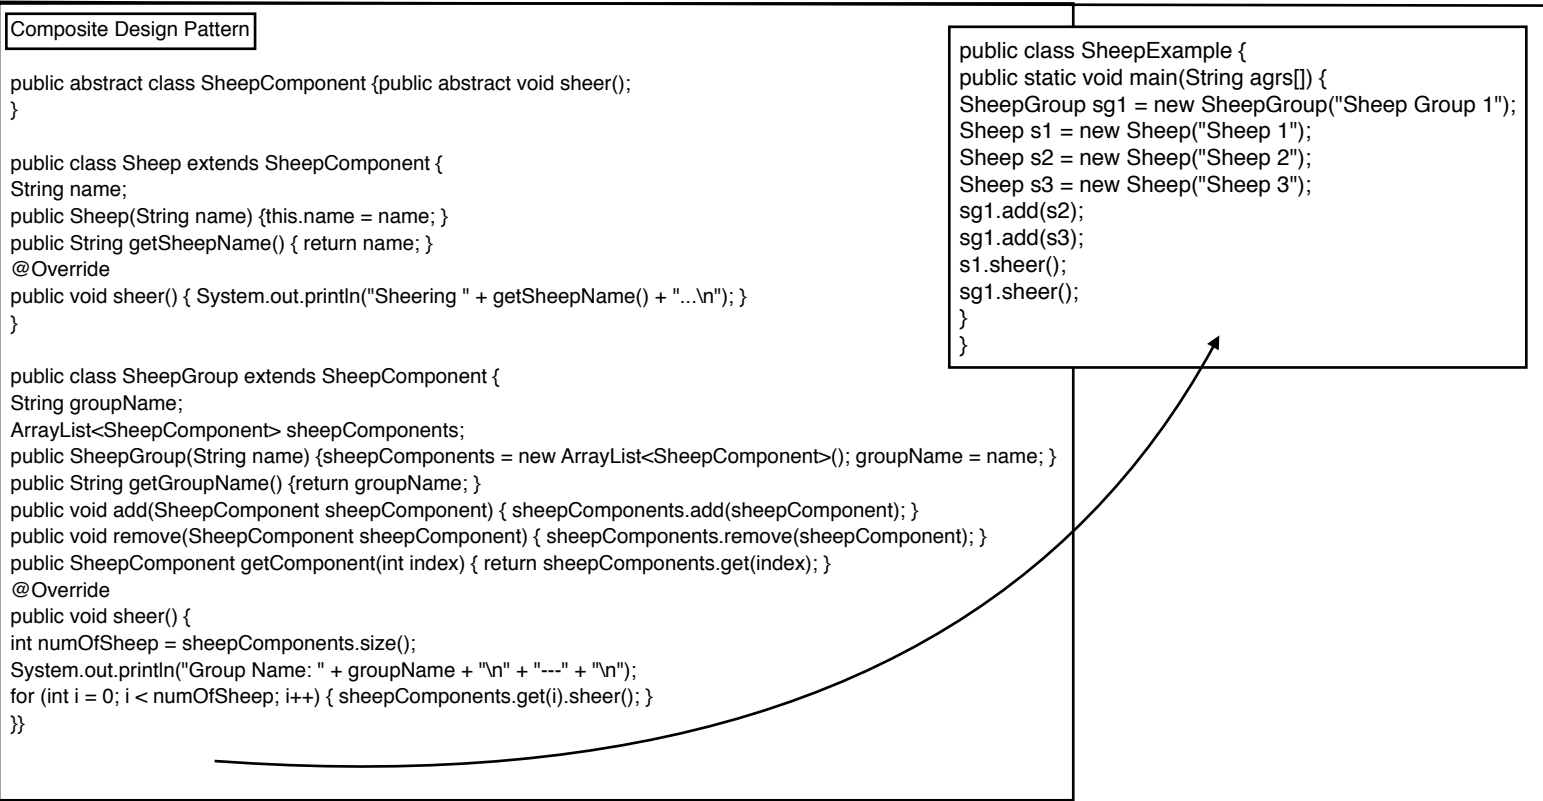 Composite Design Pattern
public abstract class SheepComponent {public abstract void sheer();
}
public class Sheep extends SheepComponent {
String name;
public Sheep(String name) {this.name = name; }
public String getSheepName() { return name; }
@Override
public void sheer() { System.out.println("Sheering " + getSheepName() + "...\n"); }
}
public class SheepGroup extends SheepComponent {
String groupName;
ArrayList<SheepComponent> sheepComponents;
public SheepGroup(String name) {sheepComponents = new ArrayList<SheepComponent>(); groupName = name; }
public String getGroupName() {return groupName; }
public void add(SheepComponent sheepComponent) { sheepComponents.add(sheepComponent); }
public void remove(SheepComponent sheepComponent) { sheepComponents.remove(sheepComponent); }
public SheepComponent getComponent(int index) { return sheepComponents.get(index); }
@Override
public void sheer() {
int numOfSheep = sheepComponents.size();
System.out.println("Group Name: " + groupName + "\n" + "---" + "\n");
for (int i = 0; i < numOfSheep; i++) { sheepComponents.get(i).sheer(); }
}}
public class SheepExample {
public static void main(String agrs[]) {
SheepGroup sg1 = new SheepGroup("Sheep Group 1");
Sheep s1 = new Sheep("Sheep 1");
Sheep s2 = new Sheep("Sheep 2");
Sheep s3 = new Sheep("Sheep 3");
sg1.add(s2);
sg1.add(s3);
s1.sheer();
sg1.sheer();
}
}